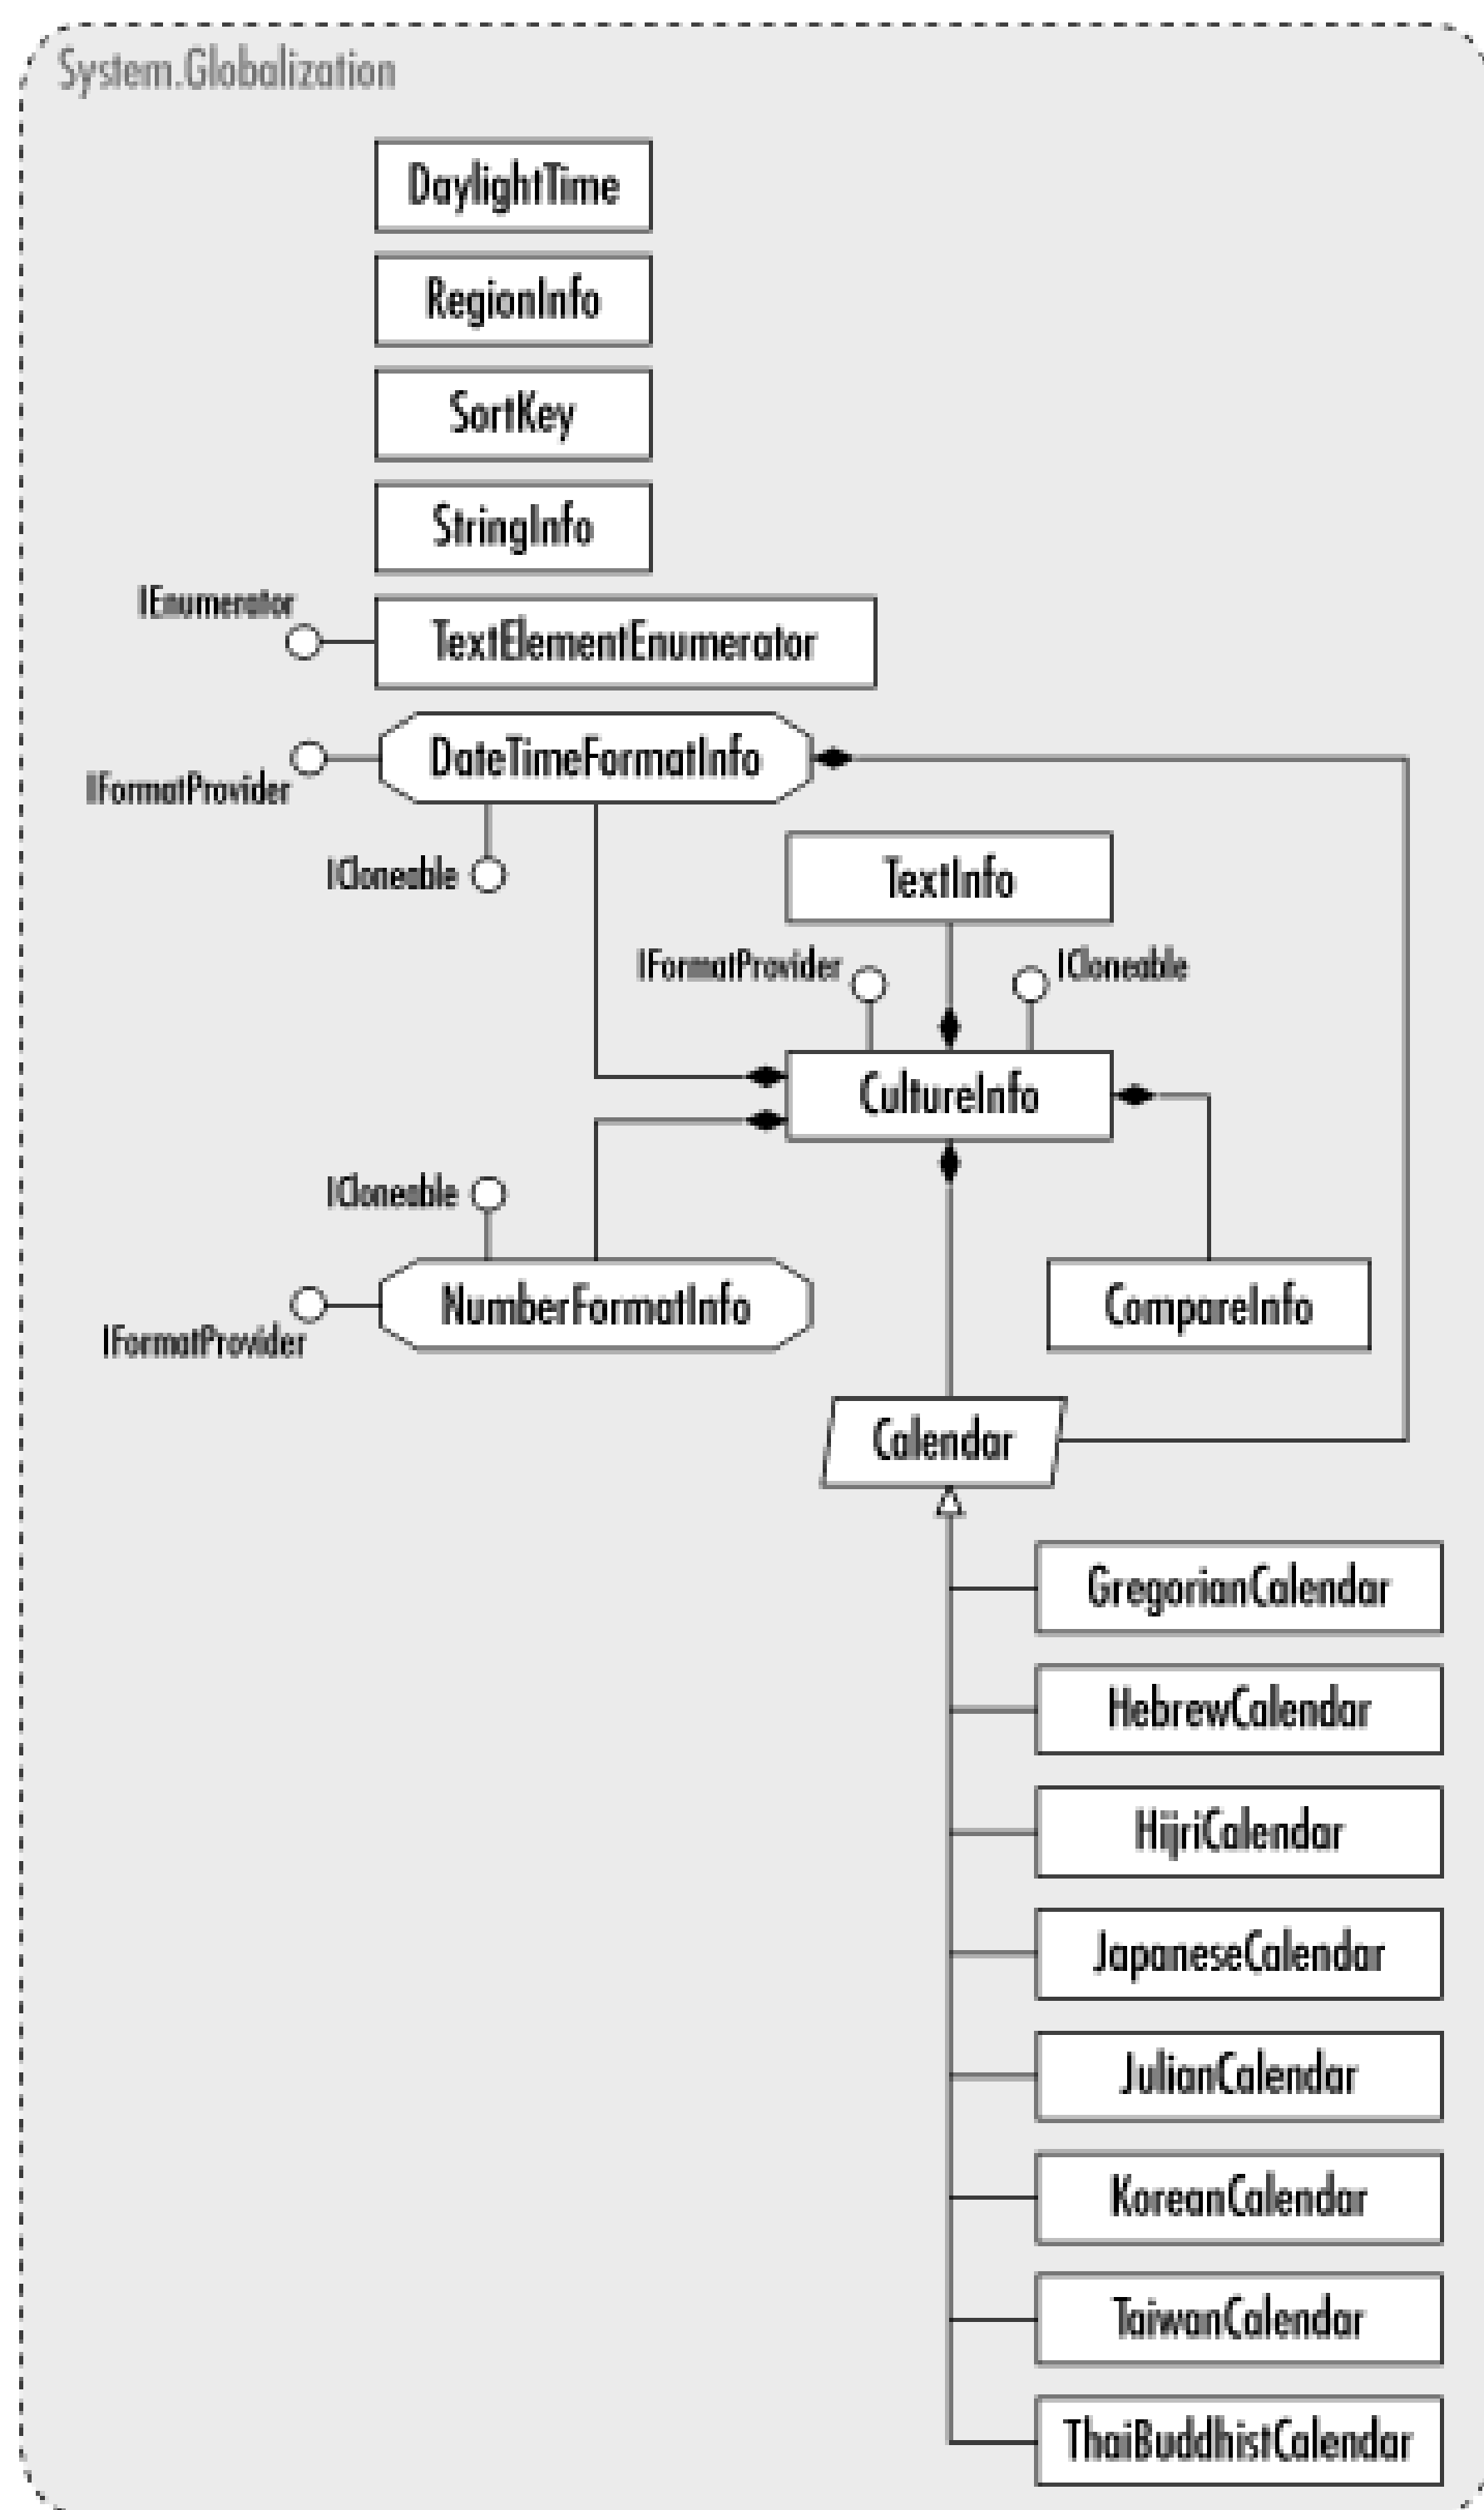 System.Globalization
DaylightTime
RegionInfo
SortKey
StringInfo
IEnumerator
TextElementEnumerator
DateTimeFormatInfo
IFormatProvider
ICloneable
TextInfo
IFormatProvider
ICloneable
CultureInfo
ICloneable
NumberFormatInfo
IFormatProvider
CompareInfo
Calendar
GregorianCalendar
HebrewCalendar
HijriCalendar
JapaneseCalendar
JulianCalendar
KoreanCalendar
TaiwanCalendar
ThaiBuddhistCalendar